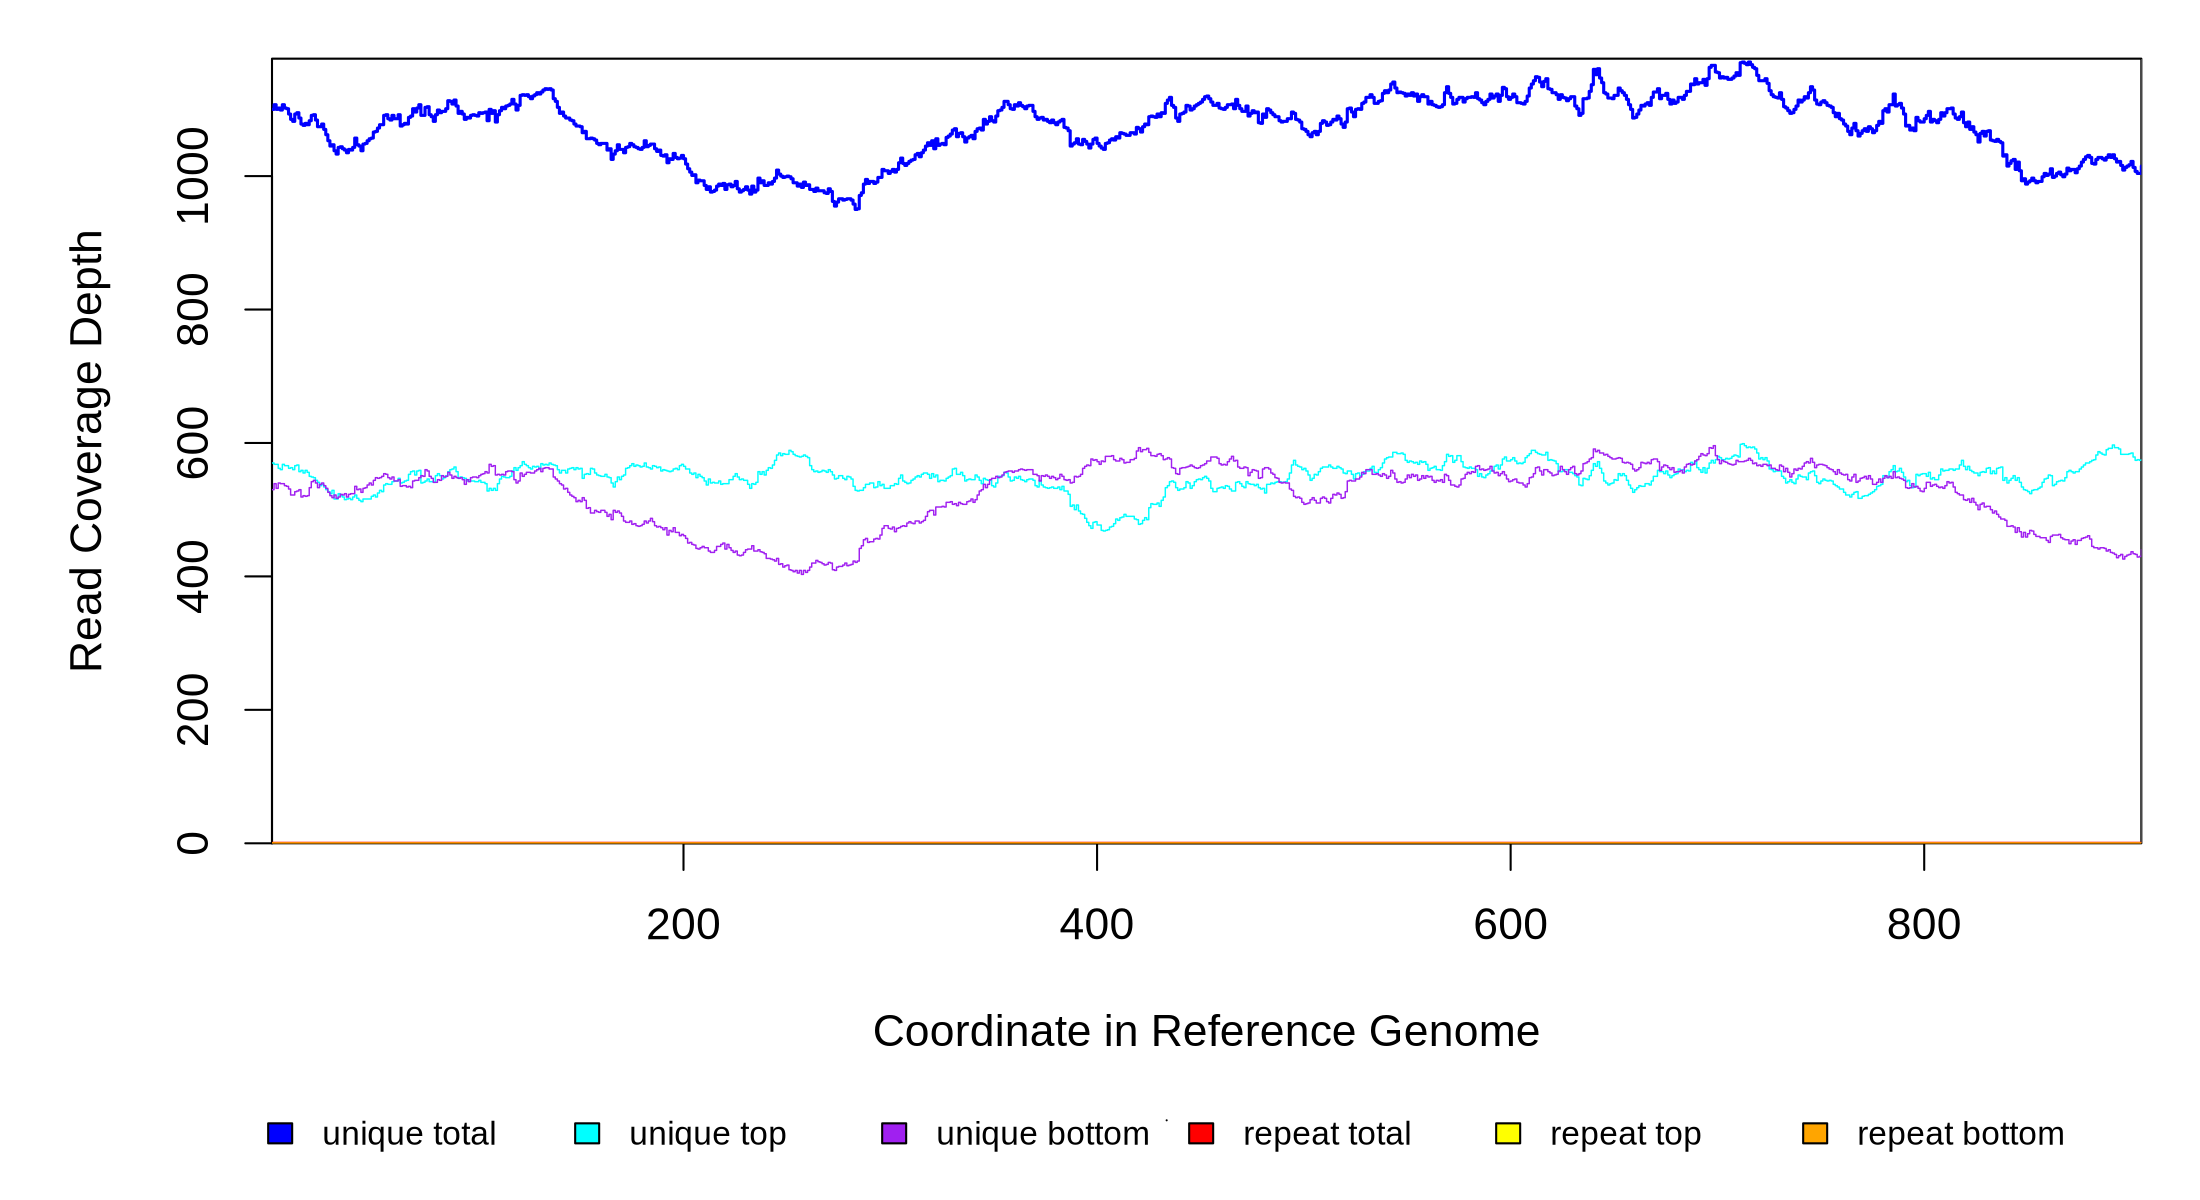 Read Coverage Depth
1000
800
600
400
200
0
200 400 600 800
Coordinate in Reference Genome
unique total unique top unique bottom repeat total repeat top repeat bottom